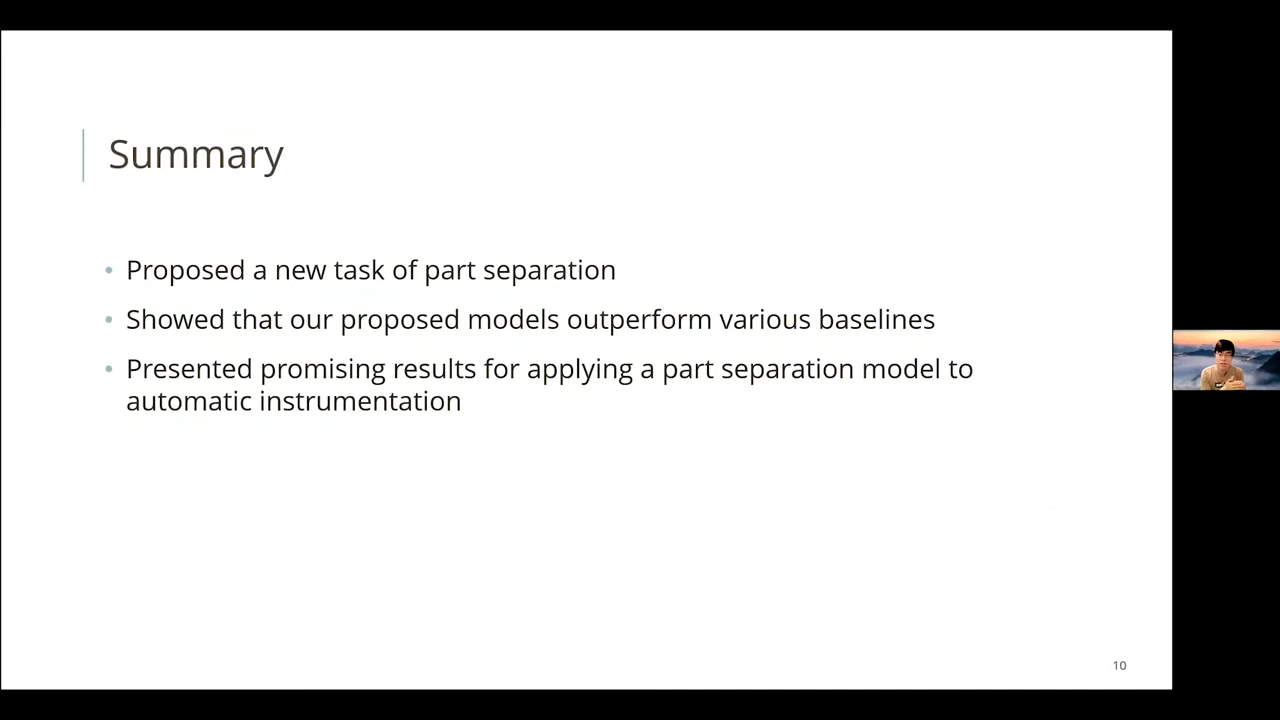 Summary
• Proposed a new task of part separation
• Showed that our proposed models outperform various baselines
• Presented promising results for applying a part separation model to
automatic instrumentation
10